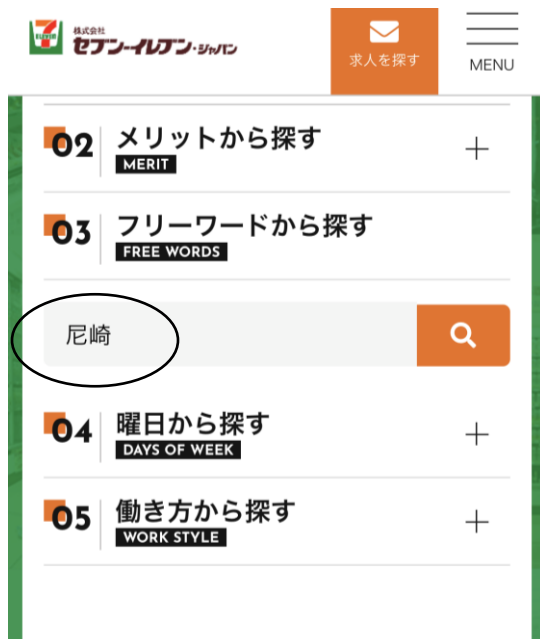 株式会社
セブン-イレブン・ジャパン
求人を探す
MENU
02 メリットから探す
MERIT
03 フリーワードから探す
FREE WORDS
尼崎
04 曜日から探す
DAYS OF WEEK
05 働き方から探す
WORK STYLE